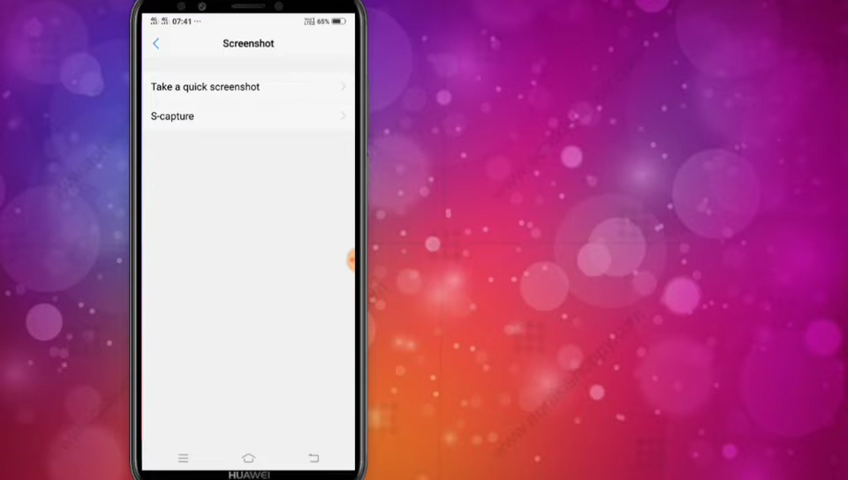 07:41 ...
65%
Screenshot
Take a quick screenshot
S-capture
HUAWEI